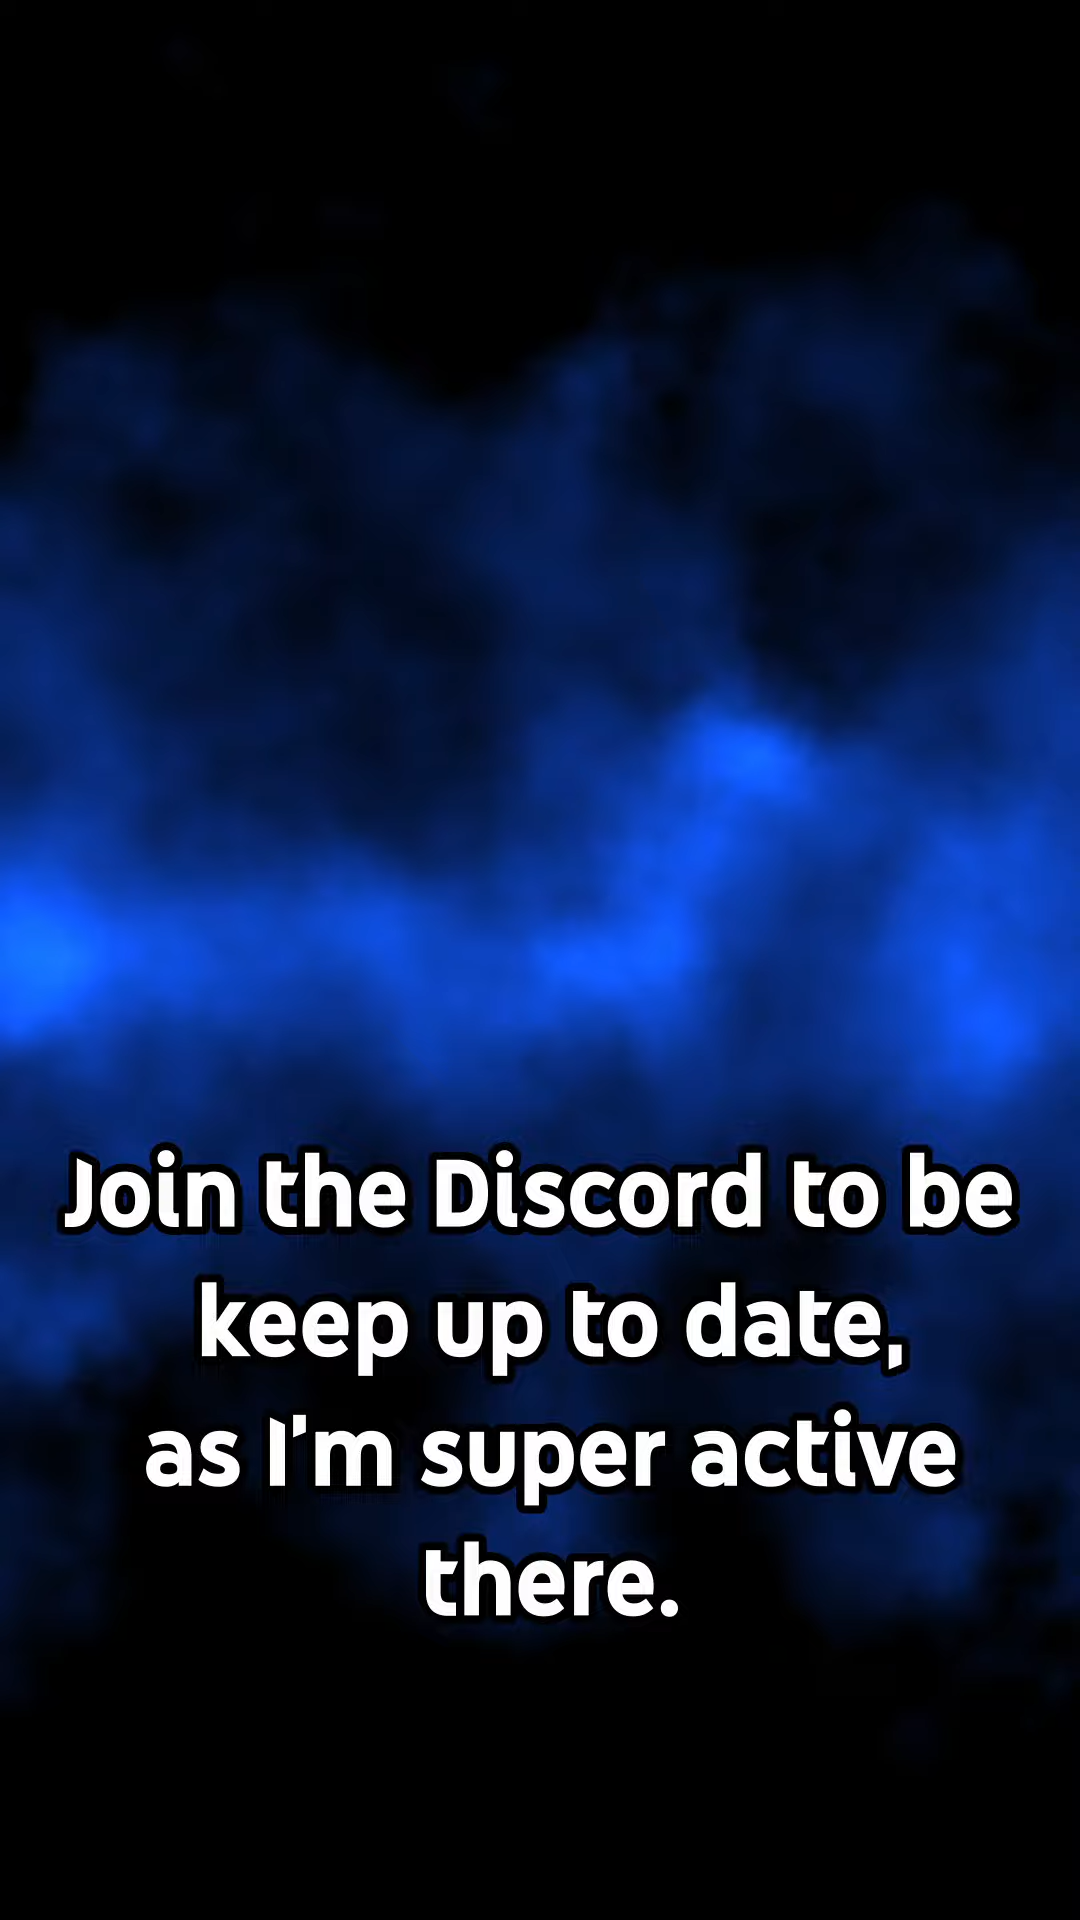 Join the Discord to be
keep up to date,
as I'm super active
there.